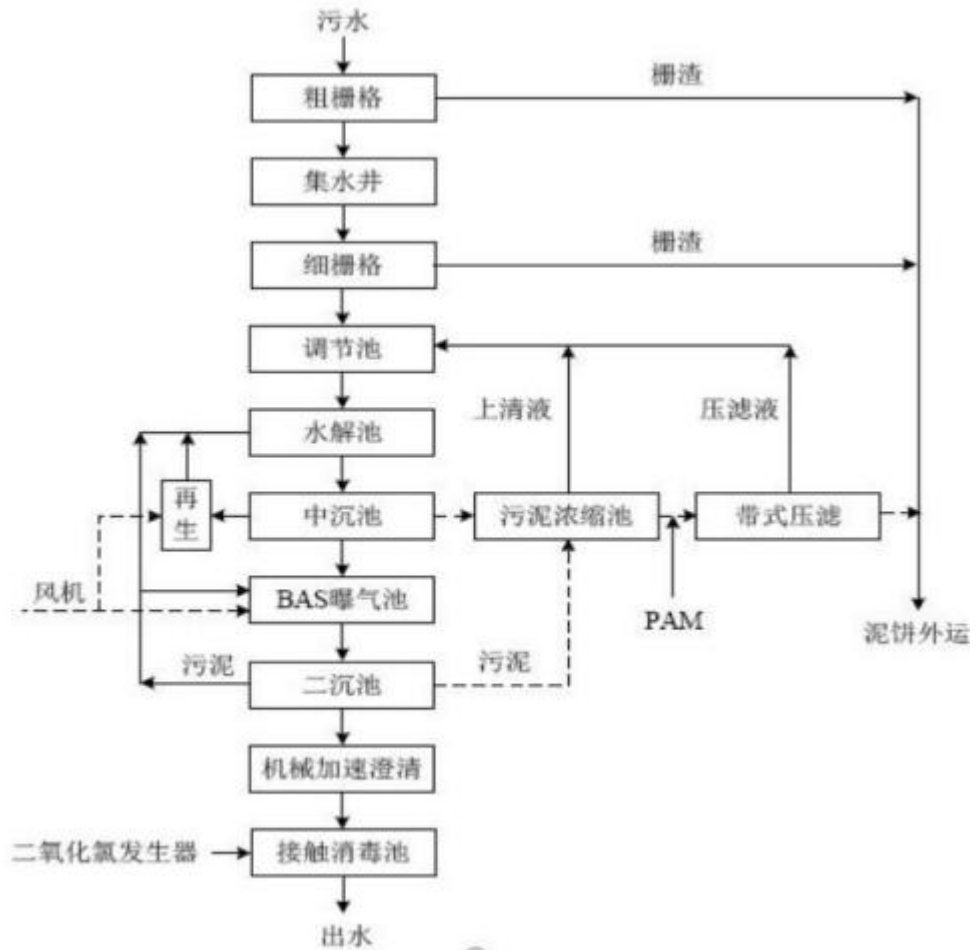 污水
粗栅格
栅渣
集水井
细栅格
栅渣
调节池
上清液
压滤液
水解池
再生
中沉池
污泥浓缩池
带式压滤
风机
BAS曝气池
PAM
泥饼外运
污泥
二沉池
污泥
机械加速澄清
二氧化氯发生器
接触消毒池
出水